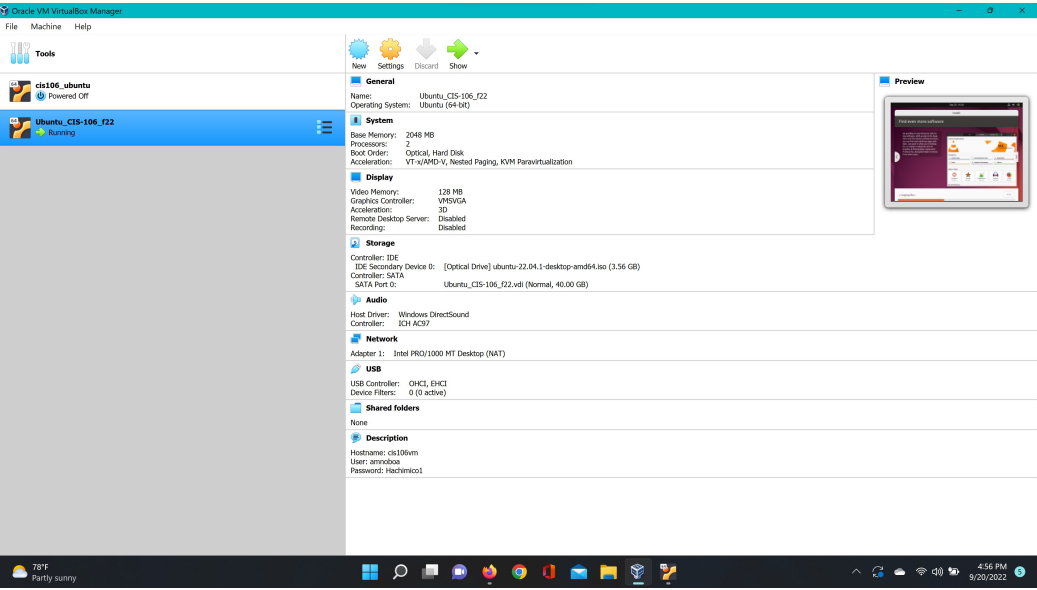 Oracle VM VirtualBox Manager
File Machine Help
Tools
New Settings Discard Show
64
cis106_ubuntu
Powered Off
64
Ubuntu_CIS-106_f22
Running
General
Name: Ubuntu_CIS-106_f22
Operating System: Ubuntu (64-bit)
System
Base Memory: 2048 MB
Processors: 2
Boot Order: Optical, Hard Disk
Acceleration: VT-x/AMD-V, Nested Paging, KVM Paravirtualization
Display
Video Memory: 128 MB
Graphics Controller: VMSVGA
Acceleration: 3D
Remote Desktop Server: Disabled
Recording: Disabled
Storage
Controller: IDE
IDE Secondary Device 0: [Optical Drive] ubuntu-22.04.1-desktop-amd64.iso (3.56 GB)
Controller: SATA
SATA Port 0: Ubuntu_CIS-106_f22.vdi (Normal, 40.00 GB)
Audio
Host Driver: Windows DirectSound
Controller: ICH AC97
Network
Adapter 1: Intel PRO/1000 MT Desktop (NAT)
USB
USB Controller: OHCI, EHCI
Device Filters: 0 (0 active)
Shared folders
None
Description
Hostname: cis106vm
User: amnoboa
Password: Hachimico1
Preview
Find even more software
78°F
Partly sunny
4:56 PM
9/20/2022
5